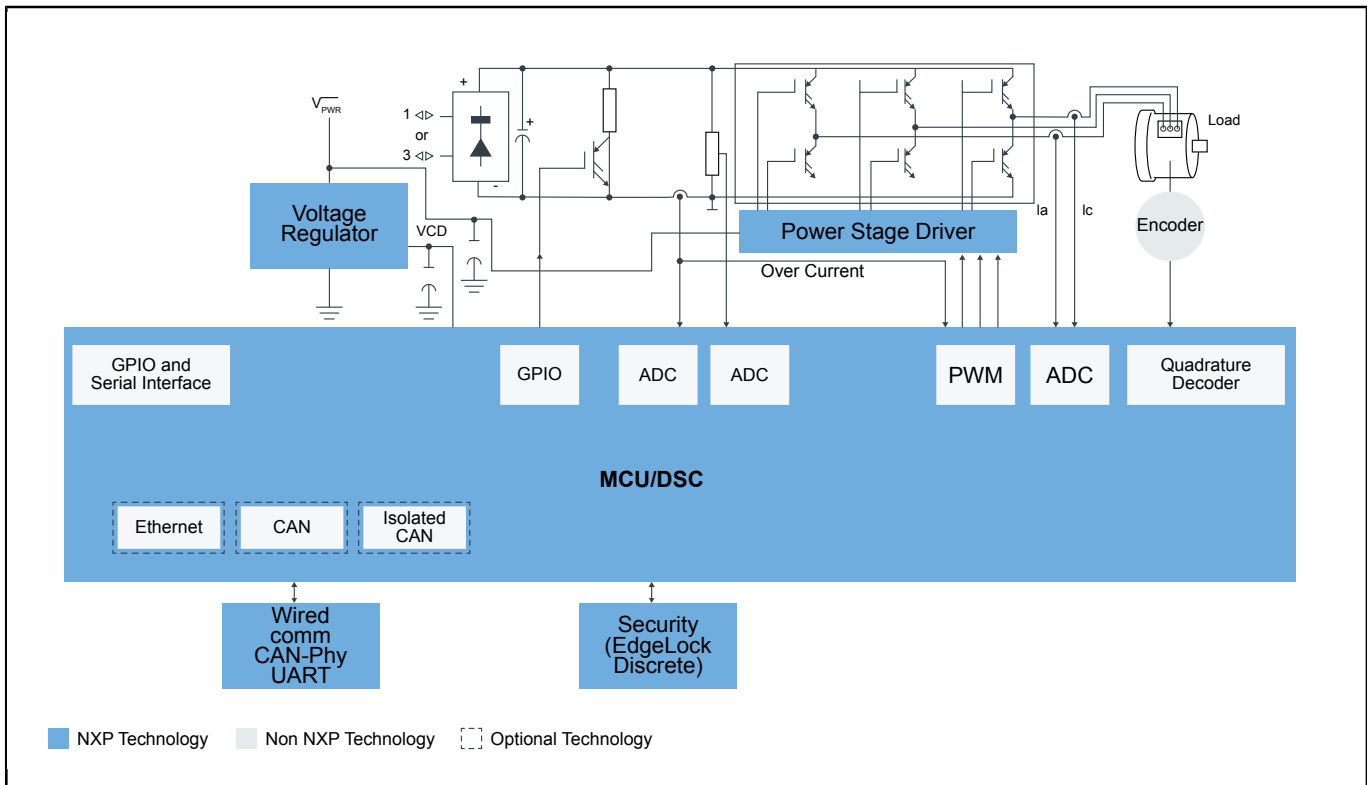 +
V
PWR
1
or
3
+
-
Load
Voltage
Regulator
VCD
Power Stage Driver
Ia
Ic
Encoder
Over Current
GPIO and
Serial Interface
GPIO
ADC
ADC
PWM
ADC
Quadrature
Decoder
MCU/DSC
Ethernet
CAN
Isolated
CAN
Wired
comm
CAN-Phy
UART
Security
(EdgeLock
Discrete)
NXP Technology
Non NXP Technology
Optional Technology